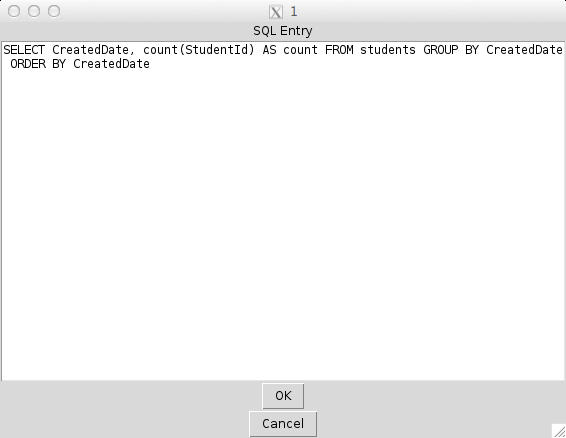 1
SQL Entry
SELECT CreatedDate, count(StudentId) AS count FROM students GROUP BY CreatedDate
ORDER BY CreatedDate
OK
Cancel